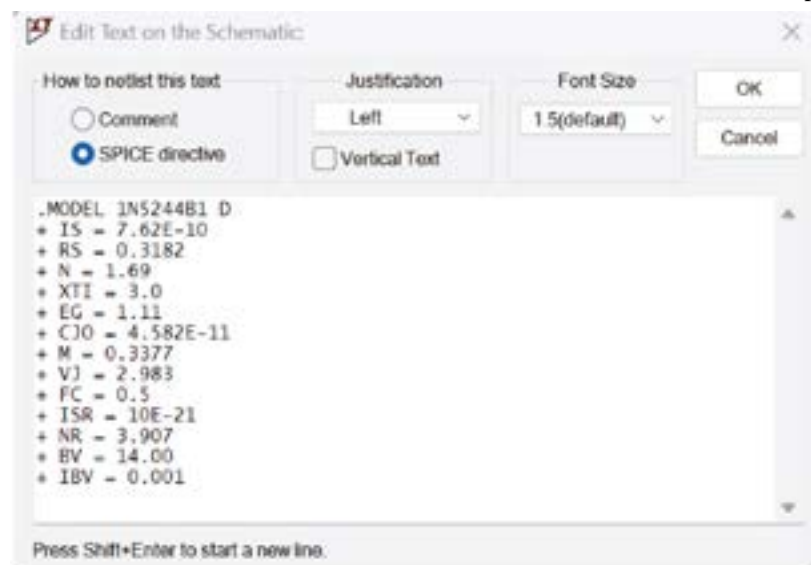 Edit Text on the Schematic:
How to netlist this text
Justification
Font Size
OK
Comment
Left
1.5(default)
Cancel
SPICE directive
Vertical Text
.MODEL 1N5244B1 D
+ IS = 7.62E-10
+ RS = 0.3182
+ N = 1.69
+ XTI = 3.0
+ EG = 1.11
+ CJO = 4.582E-11
+ M = 0.3377
+ VJ = 2.983
+ FC = 0.5
+ ISR = 10E-21
+ NR = 3.907
+ BV = 14.00
+ IBV = 0.001
Press Shift+Enter to start a new line.